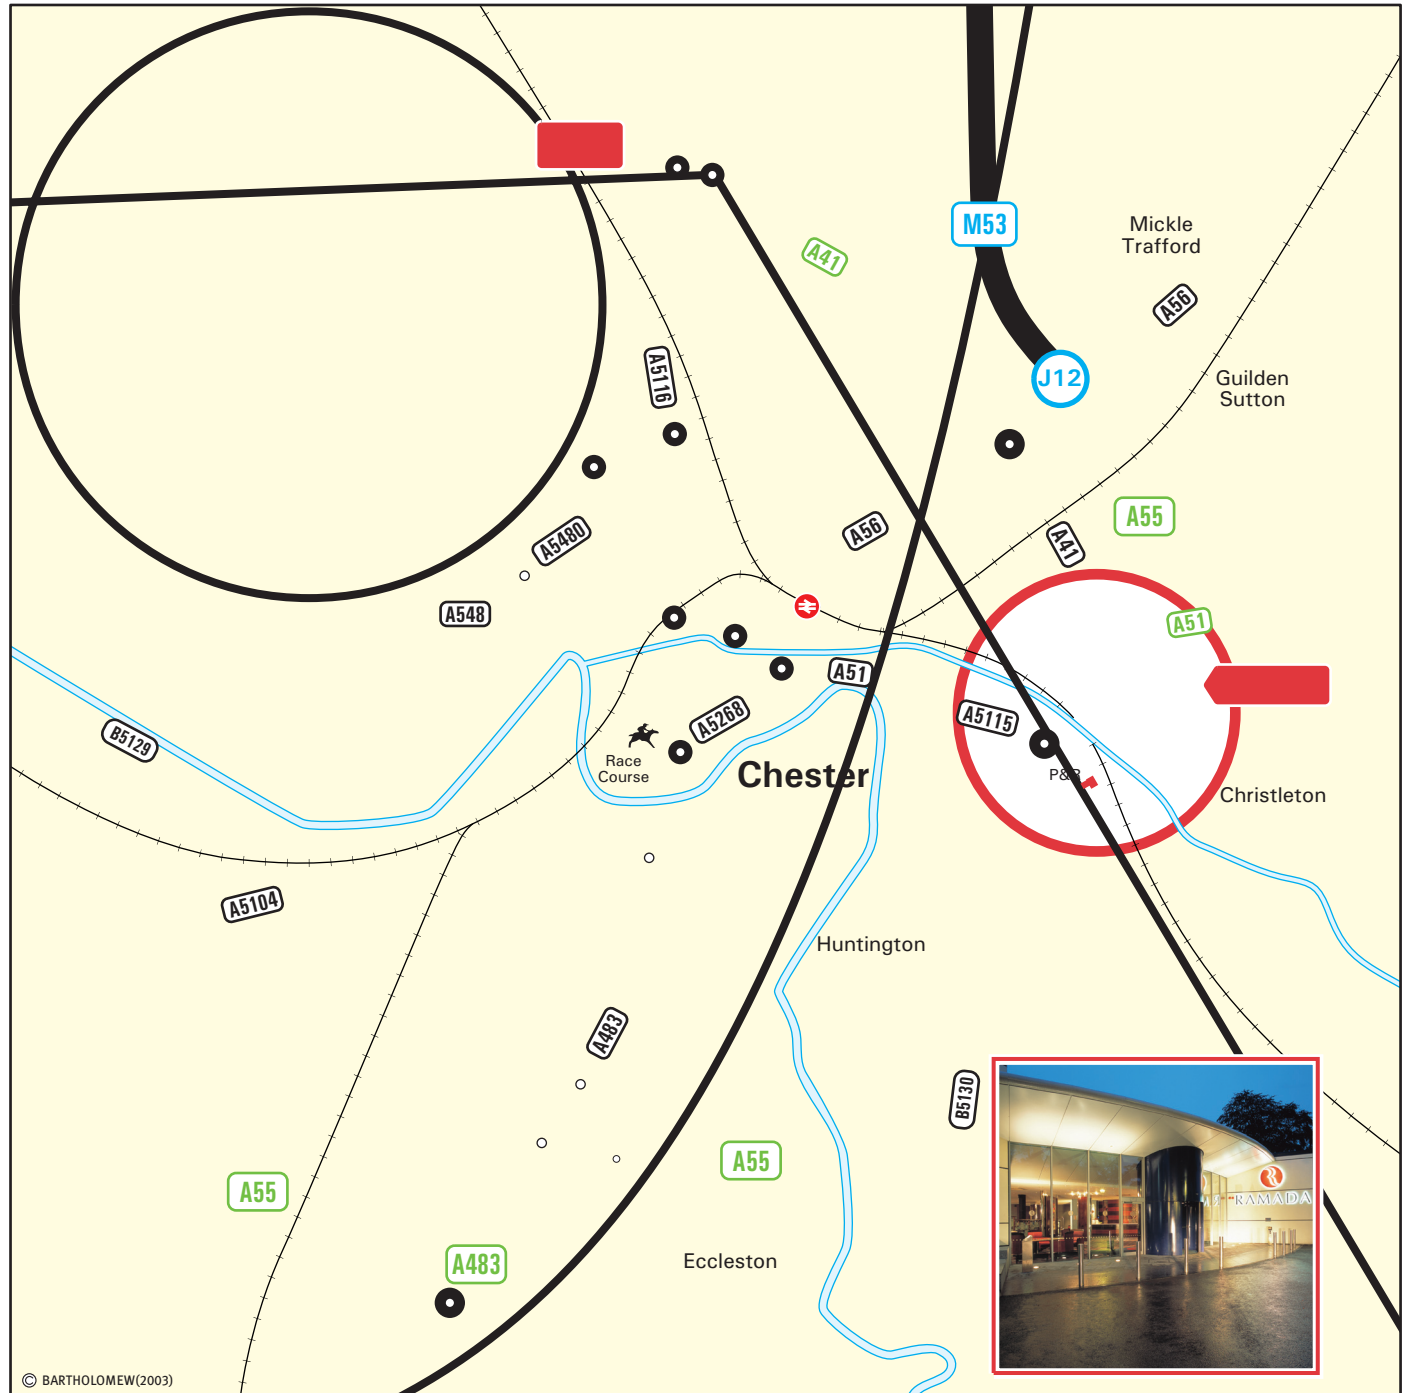 M53
Mickle
Trafford
A41
A56
A5116
J12
Guilden
Sutton
A55
A56
A5480
A41
A548
A51
A51
A5268
A5115
B5129
Race
Course
Chester
Christleton
A5104
Huntington
A483
B5130
A55
A55
RAMADA
Eccleston
A483
© BARTHOLOMEW(2003)